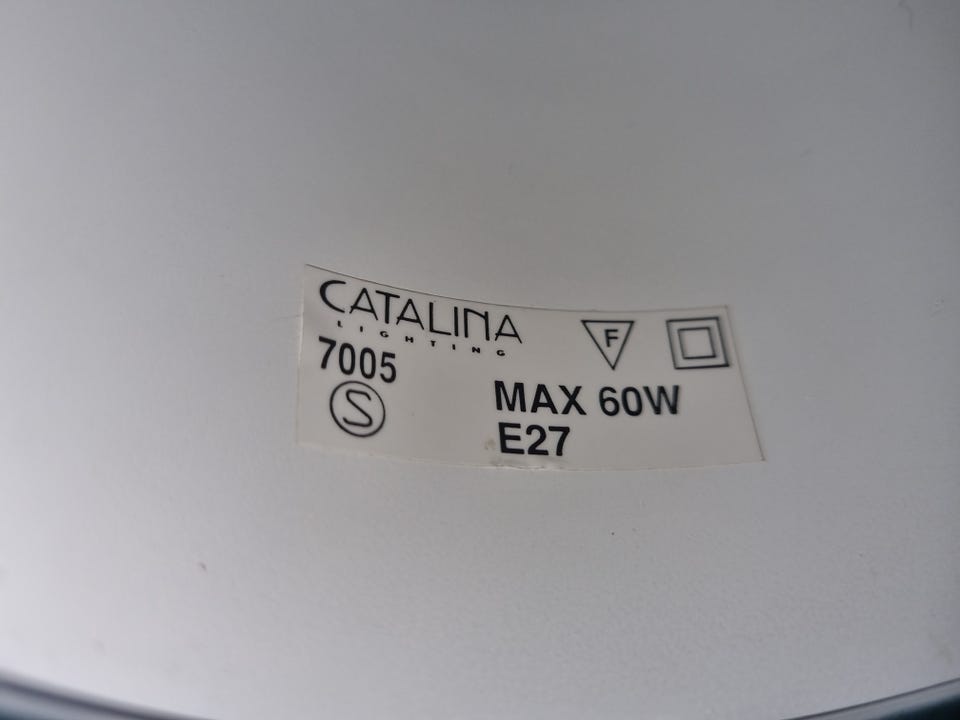 CATALINA
LIGHTING
7005
S
F
MAX 60W
E27